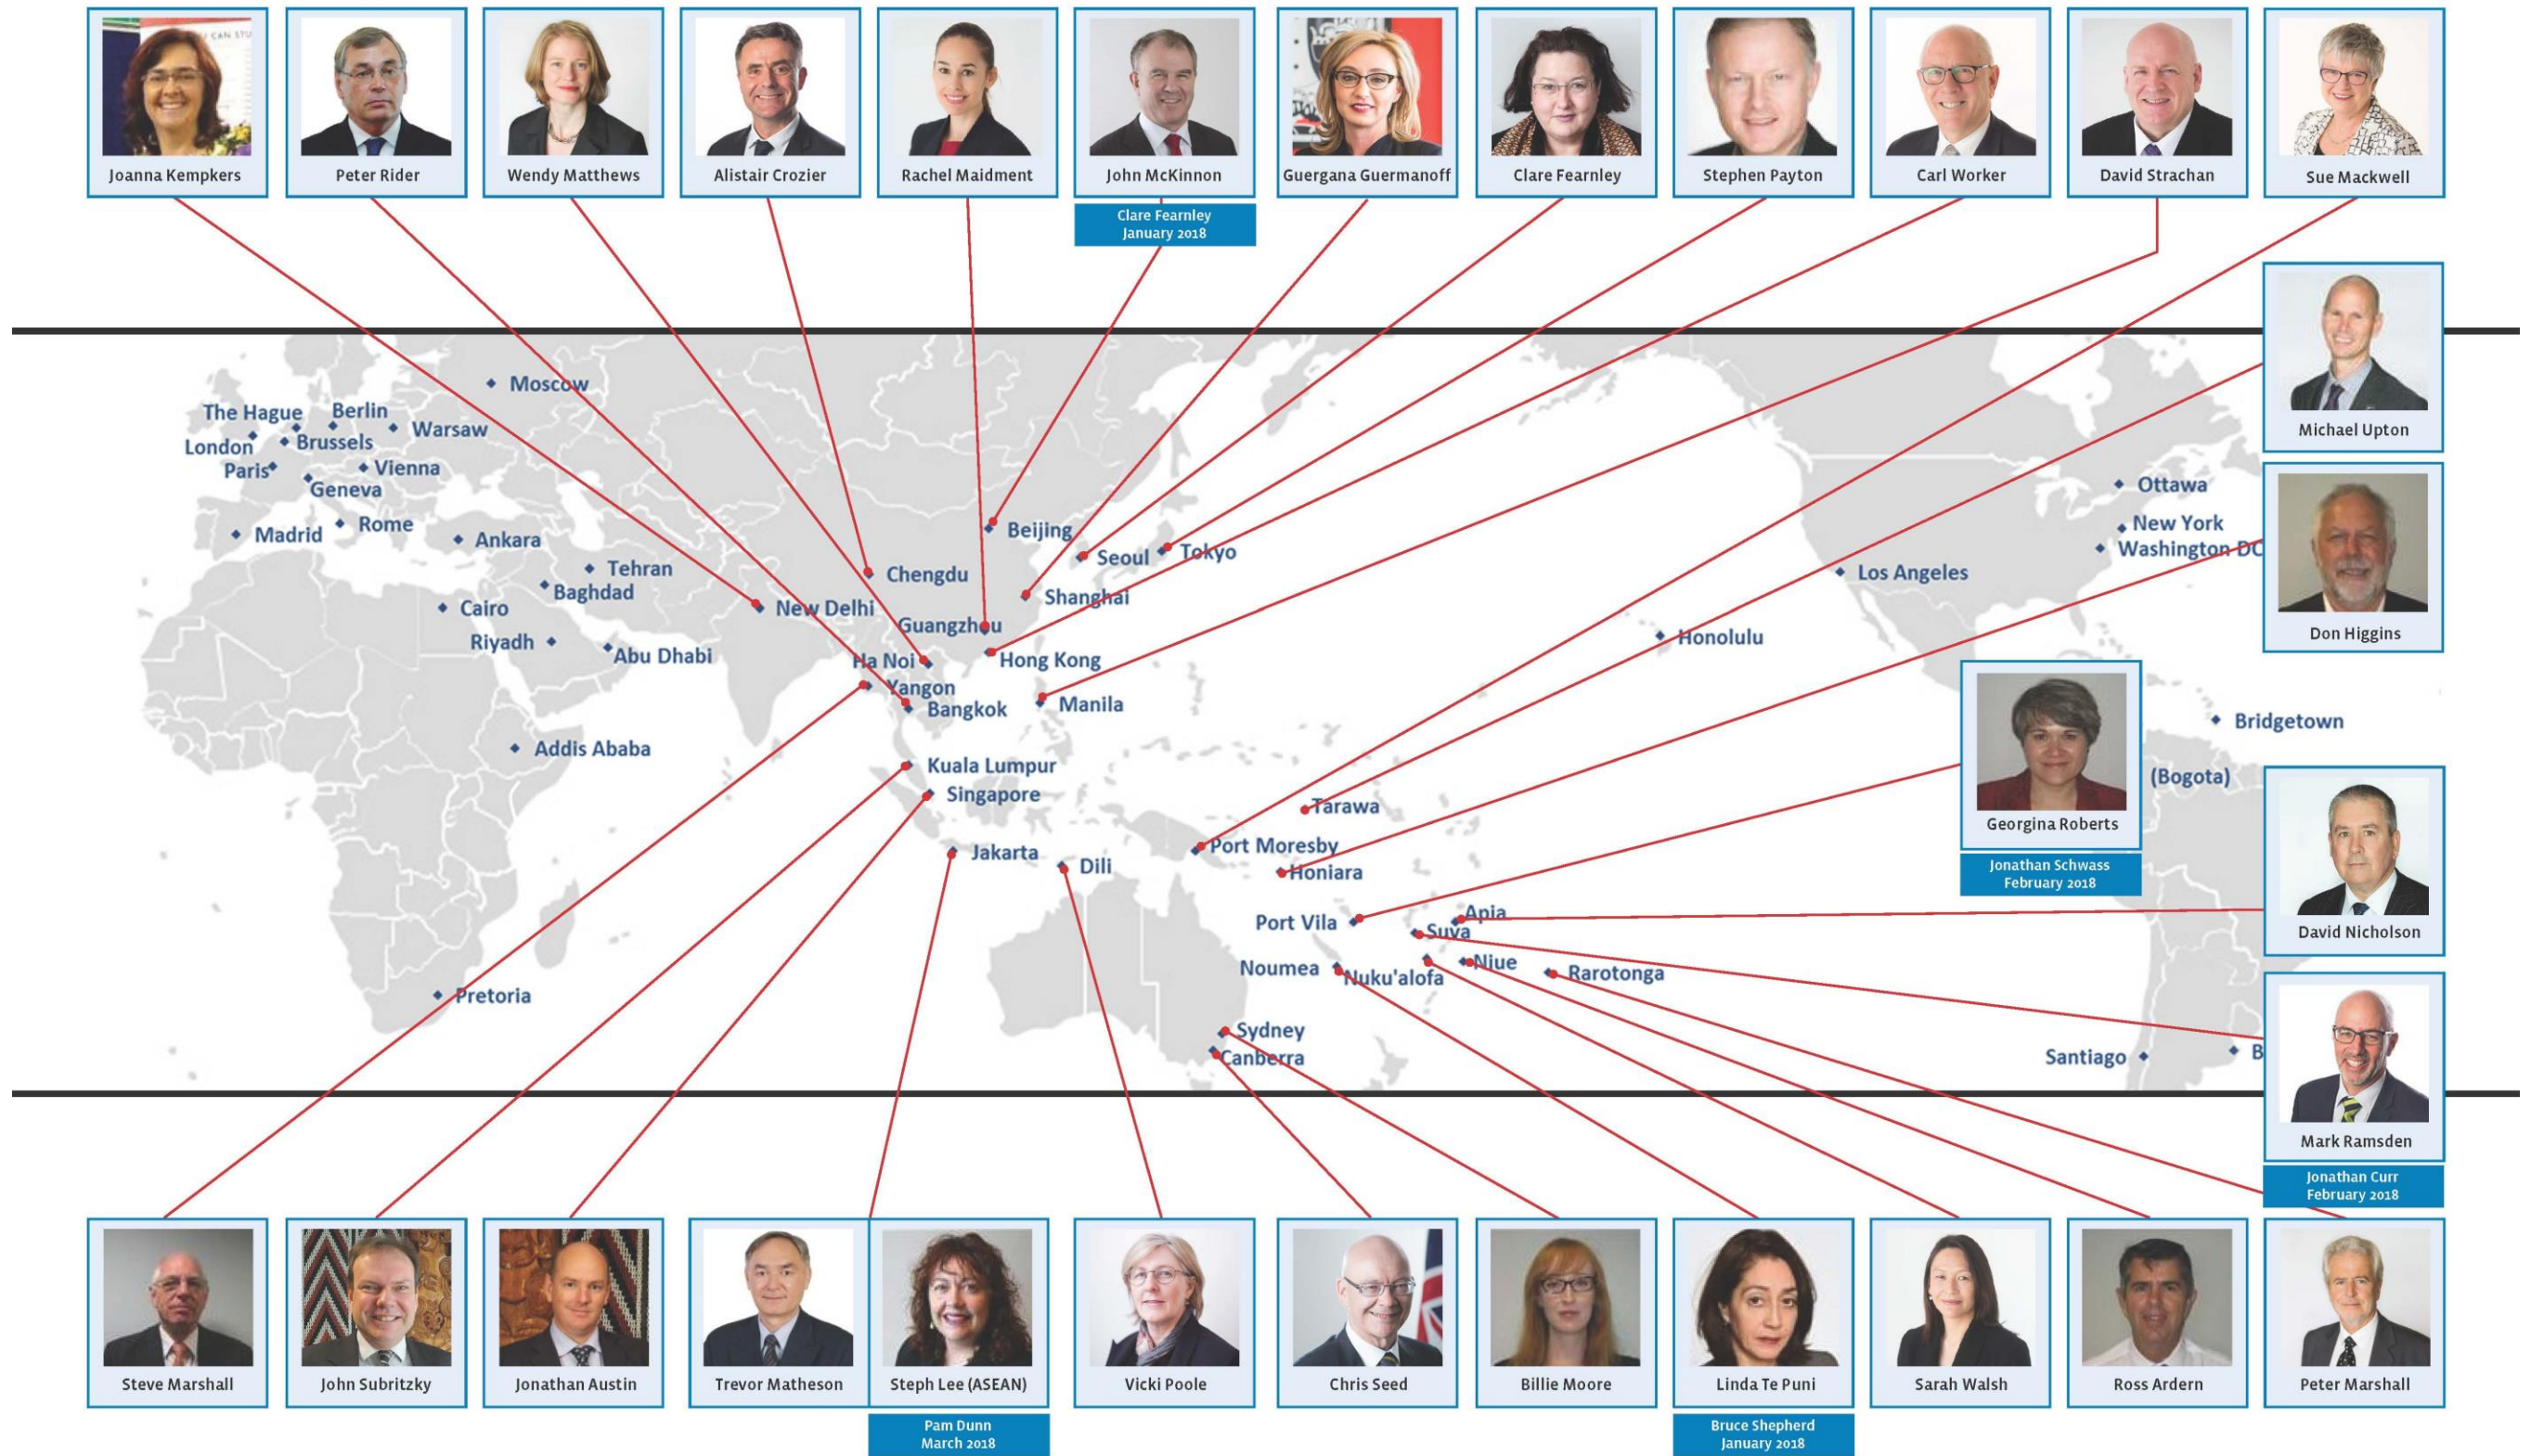 CAN STU
Joanna Kempkers
Peter Rider
Wendy Matthews
Alistair Crozier
Rachel Maidment
John McKinnon
Guergana Guermanoff
Clare Fearnley
Stephen Payton
Carl Worker
David Strachan
Sue Mackwell
Clare Fearnley
January 2018
Michael Upton
Moscow
The Hague
Berlin
Warsaw
London
Brussels
Paris
Vienna
Geneva
Madrid
Rome
Ankara
Tehran
Baghdad
Cairo
Riyadh
Abu Dhabi
Addis Ababa
Pretoria
New Delhi
Chengdu
Beijing
Seoul
Tokyo
Shanghai
Guangzhou
Ha Noi
Hong Kong
Yangon
Bangkok
Manila
Kuala Lumpur
Singapore
Jakarta
Dili
Tarawa
Port Moresby
Honiara
Port Vila
Apia
Suva
Noumea
Nuku'alofa
Niue
Rarotonga
Sydney
Canberra
Honolulu
Los Angeles
Ottawa
New York
Washington DC
Bridgetown
(Bogota)
Santiago
B
Don Higgins
Georgina Roberts
Jonathan Schwass
February 2018
David Nicholson
Mark Ramsden
Jonathan Curr
February 2018
Steve Marshall
John Subritzky
Jonathan Austin
Trevor Matheson
Steph Lee (ASEAN)
Vicki Poole
Chris Seed
Billie Moore
Linda Te Puni
Sarah Walsh
Ross Ardern
Peter Marshall
Pam Dunn
March 2018
Bruce Shepherd
January 2018